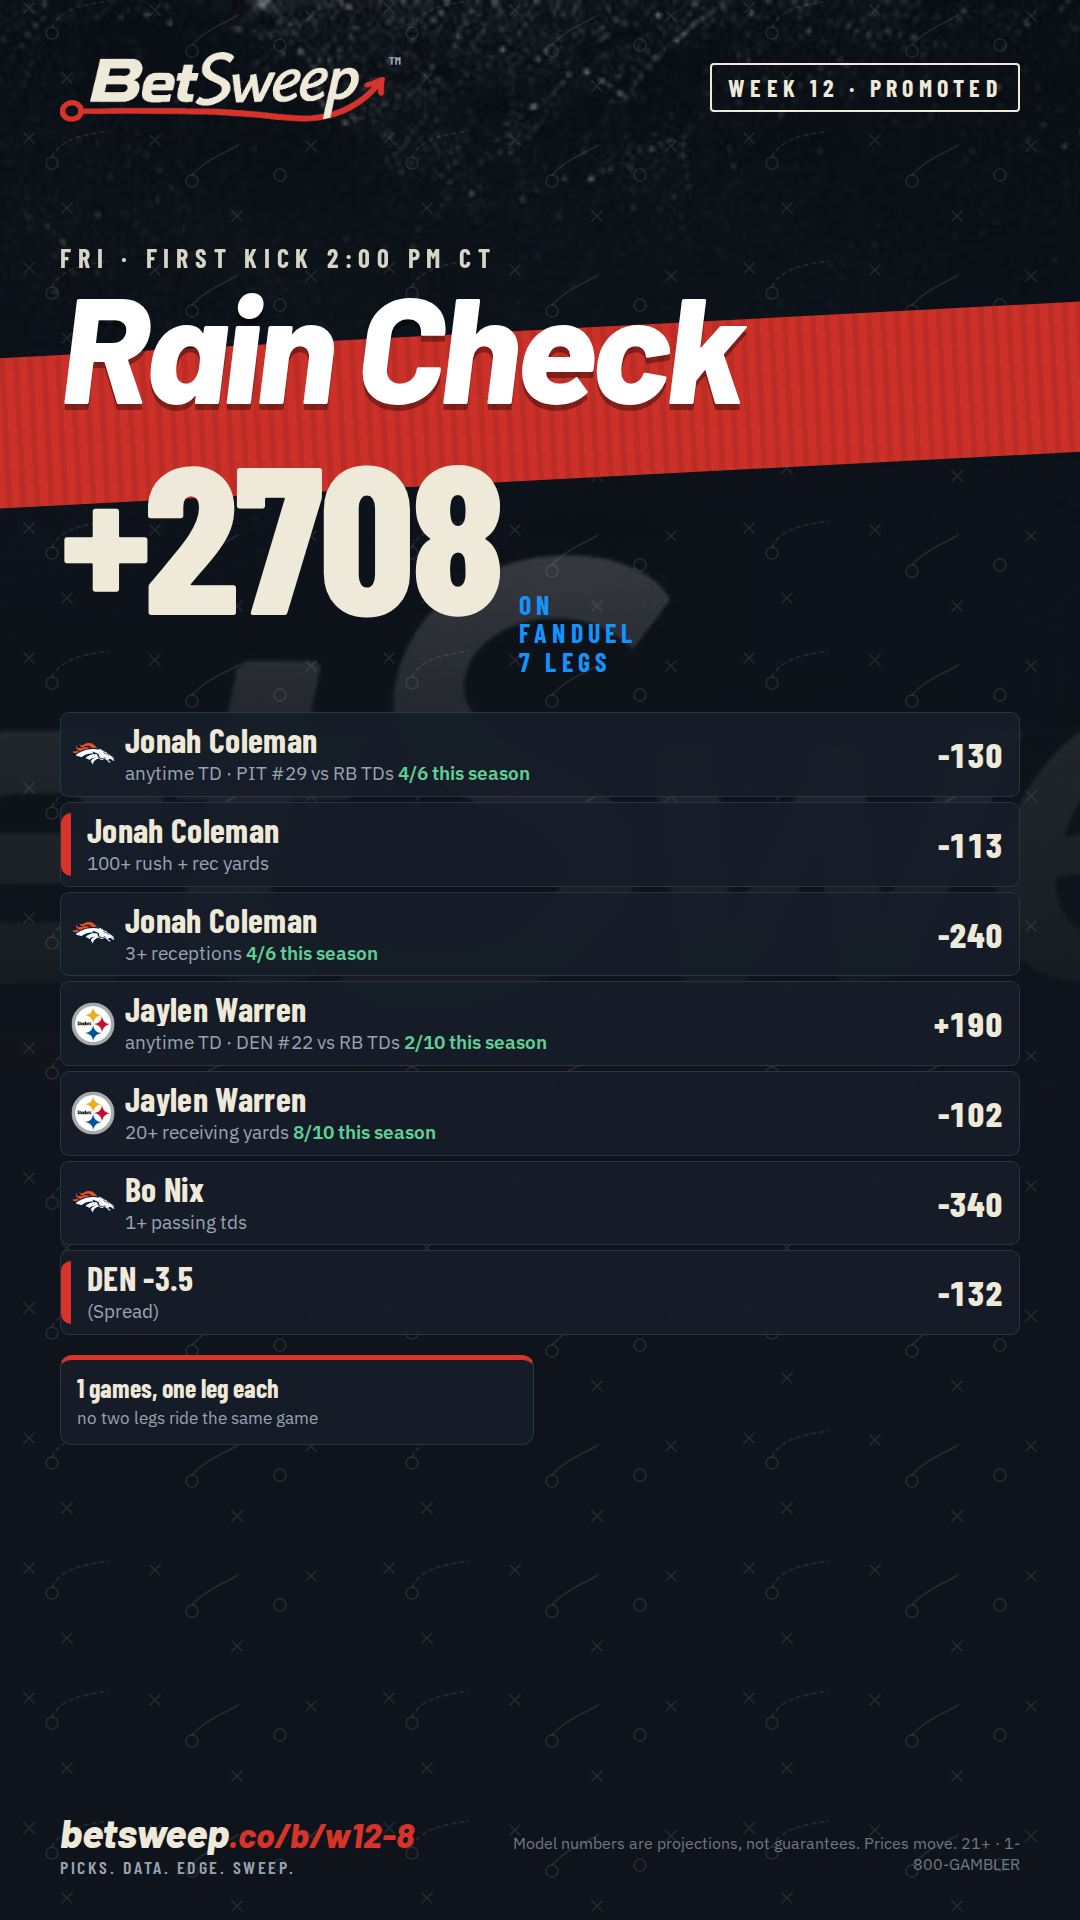 BetSweep™
WEEK 12 · PROMOTED
FRI · FIRST KICK 2:00 PM CT
Rain Check
+2708
ON
FANDUEL
7 LEGS
Jonah Coleman
anytime TD · PIT #29 vs RB TDs 4/6 this season
-130
Jonah Coleman
100+ rush + rec yards
-113
Jonah Coleman
3+ receptions 4/6 this season
-240
Jaylen Warren
anytime TD · DEN #22 vs RB TDs 2/10 this season
+190
Jaylen Warren
20+ receiving yards 8/10 this season
-102
Bo Nix
1+ passing tds
-340
DEN -3.5
(Spread)
-132
1 games, one leg each
no two legs ride the same game
betsweep.co/b/w12-8
PICKS. DATA. EDGE. SWEEP.
Model numbers are projections, not guarantees. Prices move. 21+ · 1-
800-GAMBLER